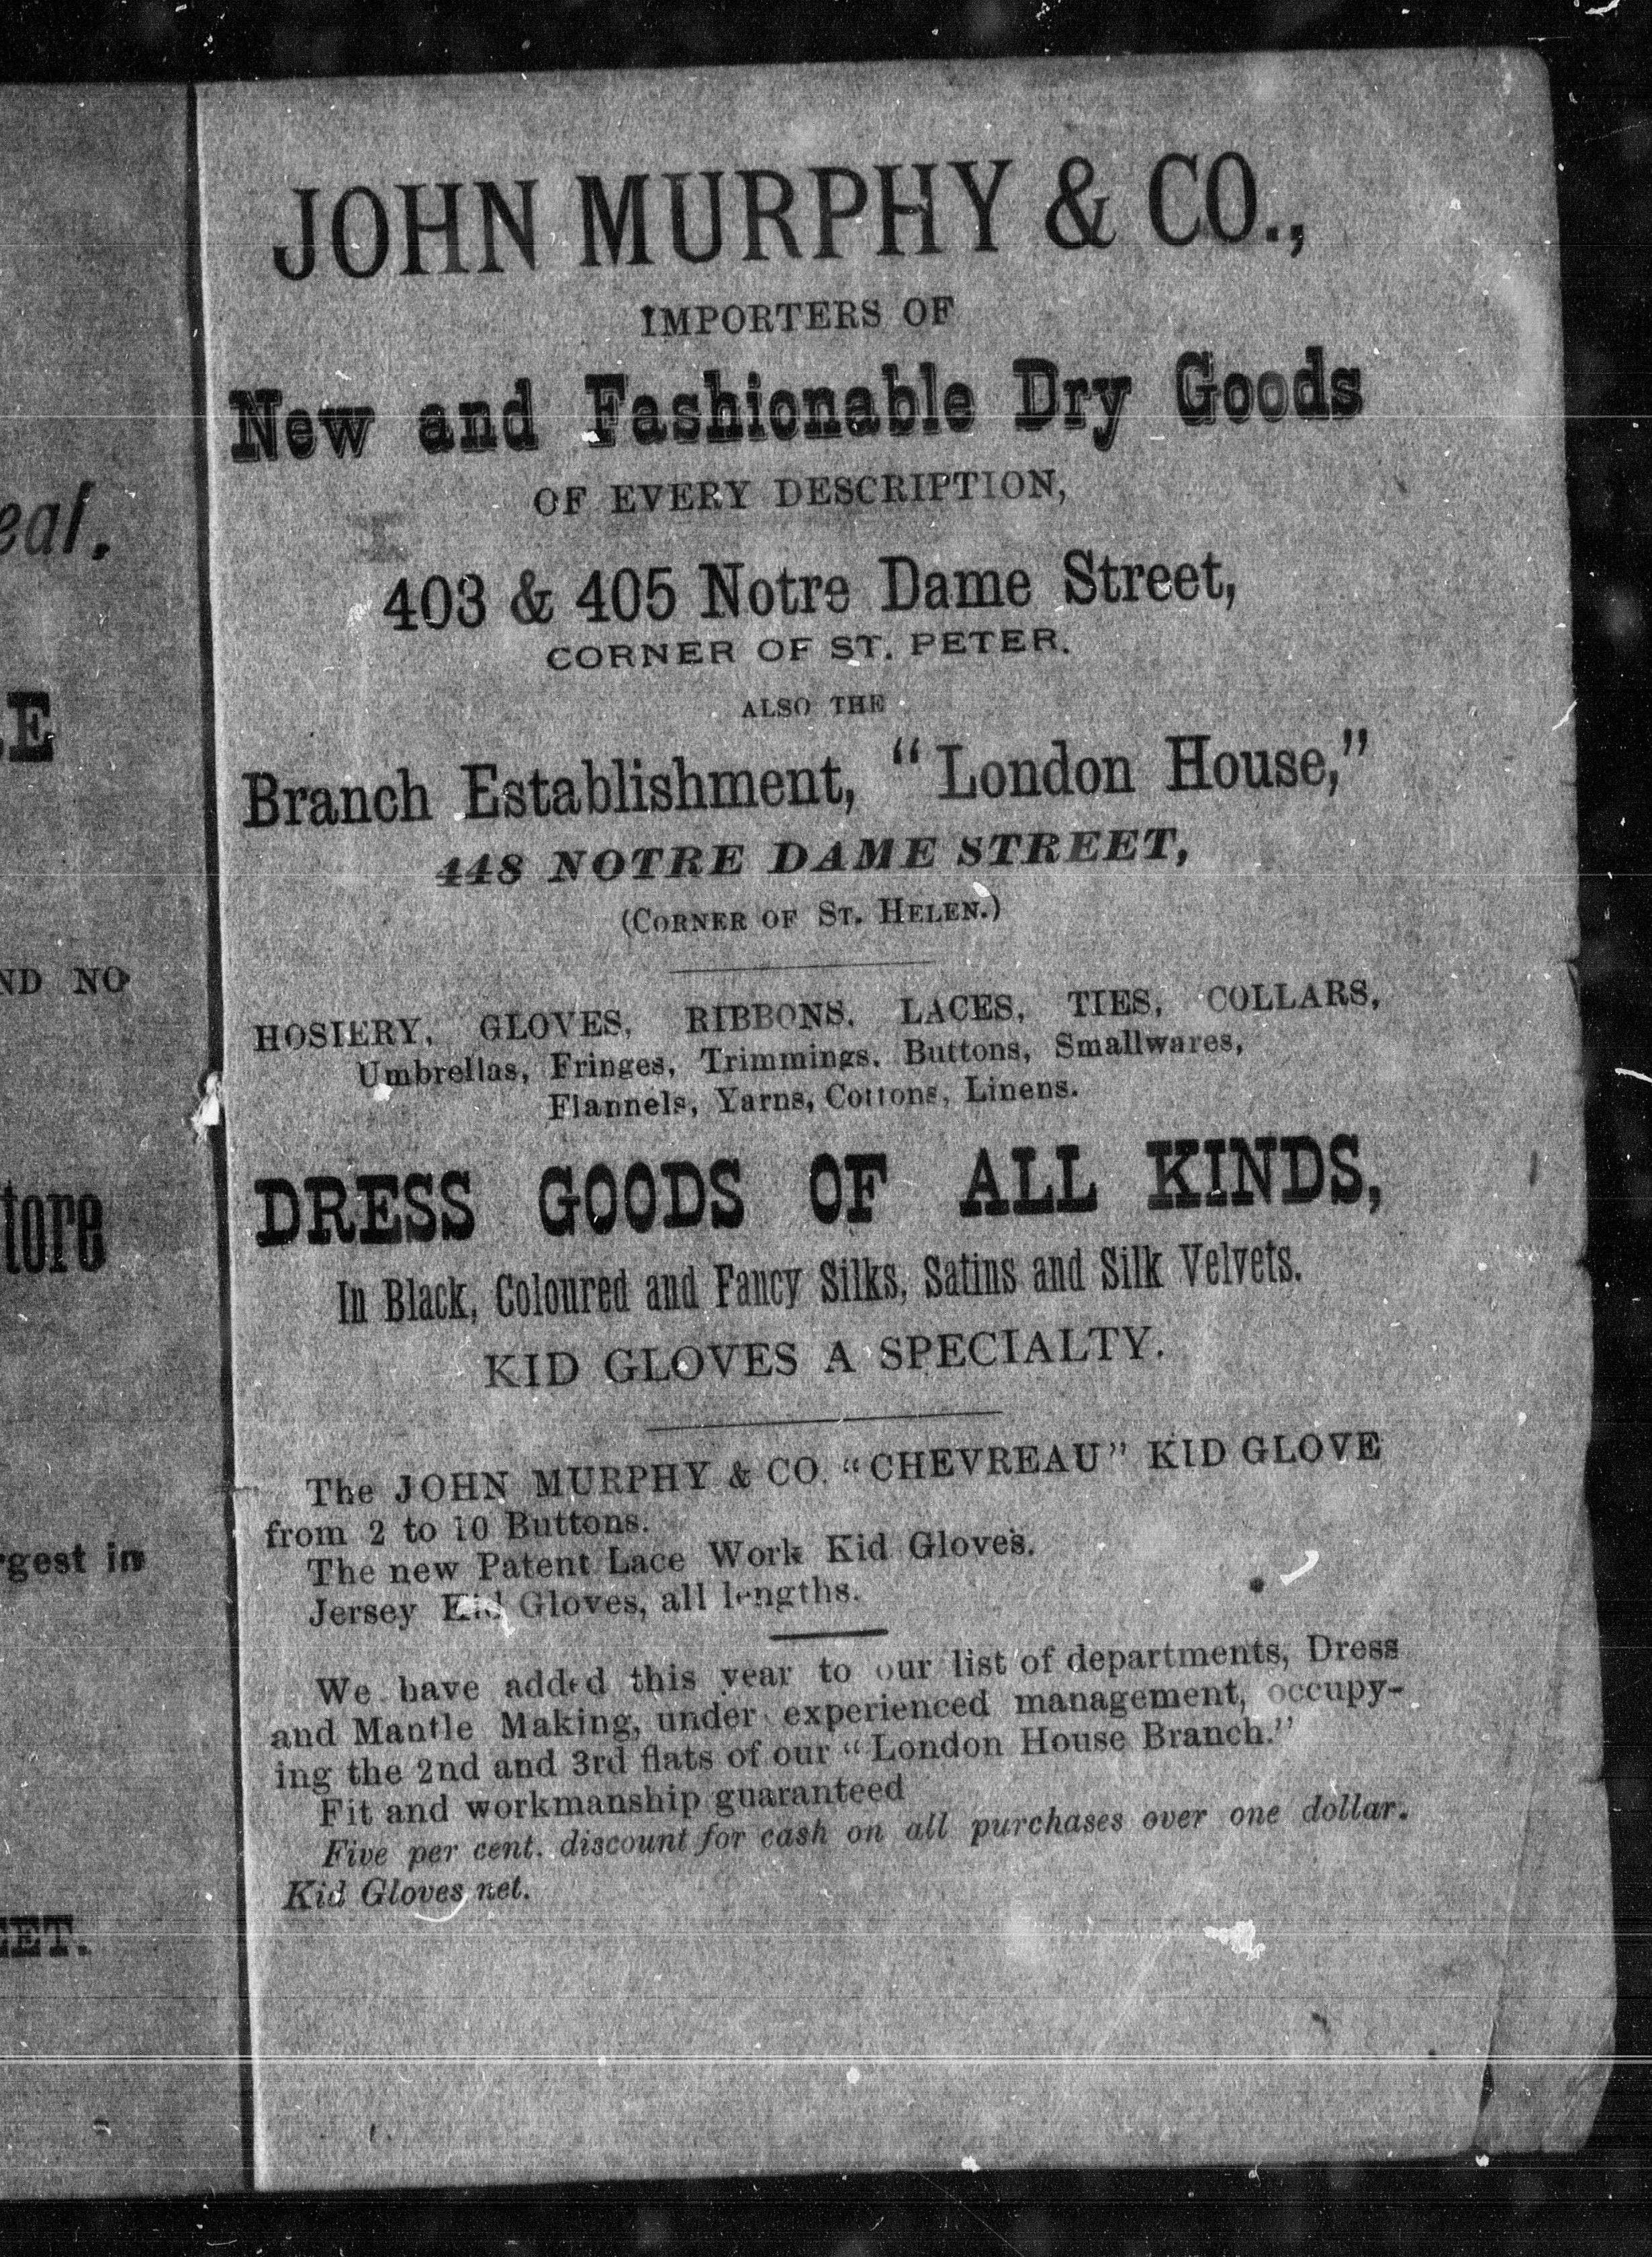 JOHN MURPHY & CO.,
IMPORTERS OF
New and Fashionable Dry Goods
OF EVERY DESCRIPTION,
403 & 405 Notre Dame Street,
CORNER OF ST. PETER.
ALSO THE
Branch Establishment, "London House,"
448 NOTRE DAME STREET,
(CORNER OF ST. HELEN.)
HOSIERY, GLOVES, RIBBONS, LACES, TIES, COLLARS,
Umbrellas, Fringes, Trimmings, Buttons, Smallwares,
Flannels, Yarns, Cottons, Linens.
DRESS GOODS OF ALL KINDS,
In Black, Coloured and Fancy Silks, Satins and Silk Velvets.
KID GLOVES A SPECIALTY.
The JOHN MURPHY & CO. "CHEVREAU" KID GLOVE
from 2 to 10 Buttons.
The new Patent Lace Work Kid Gloves.
Jersey Kid Gloves, all lengths.
We have added this year to our list of departments, Dress
and Mantle Making, under experienced management, occupy-
ing the 2nd and 3rd flats of our "London House Branch."
Fit and workmanship guaranteed
Five per cent. discount for cash on all purchases over one dollar.
Kid Gloves net.